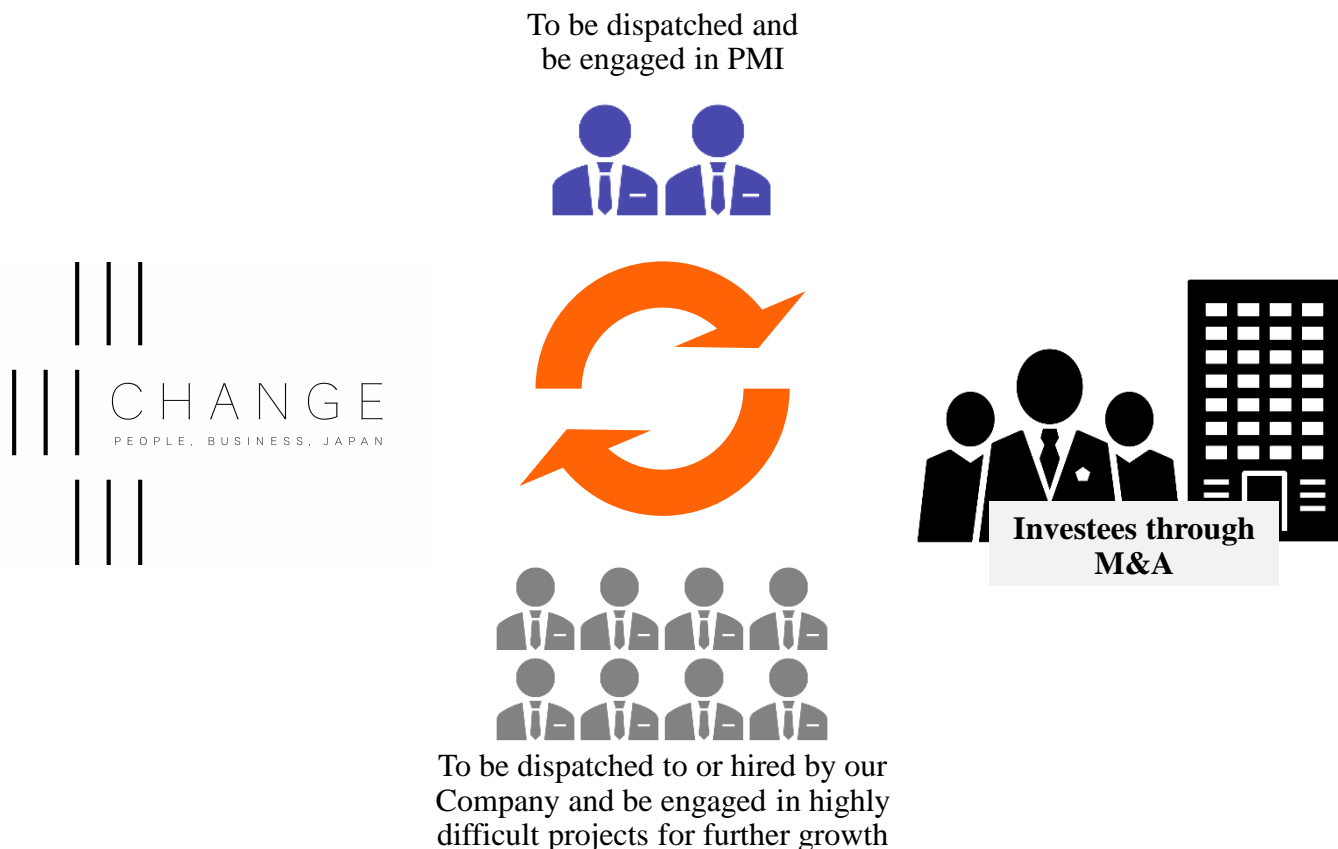 To be dispatched and
be engaged in PMI
CHANGE
PEOPLE, BUSINESS, JAPAN
Investees through
M&A
To be dispatched to or hired by our
Company and be engaged in highly
difficult projects for further growth